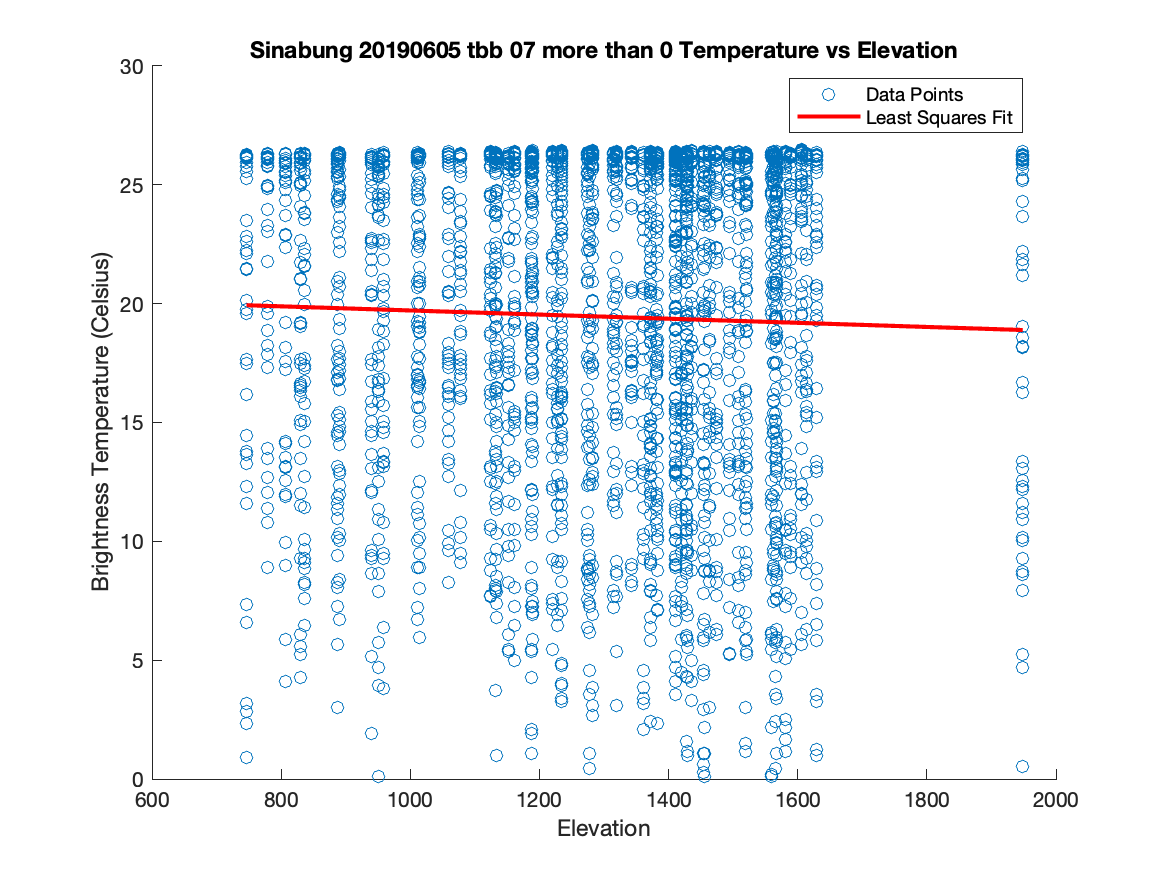 Sinabung 20190605 tbb 07 more than 0 Temperature vs Elevation
30
Data Points
Least Squares Fit
25
20
15
10
5
0
Brightness Temperature (Celsius)
600 800 1000 1200 1400 1600 1800 2000
Elevation